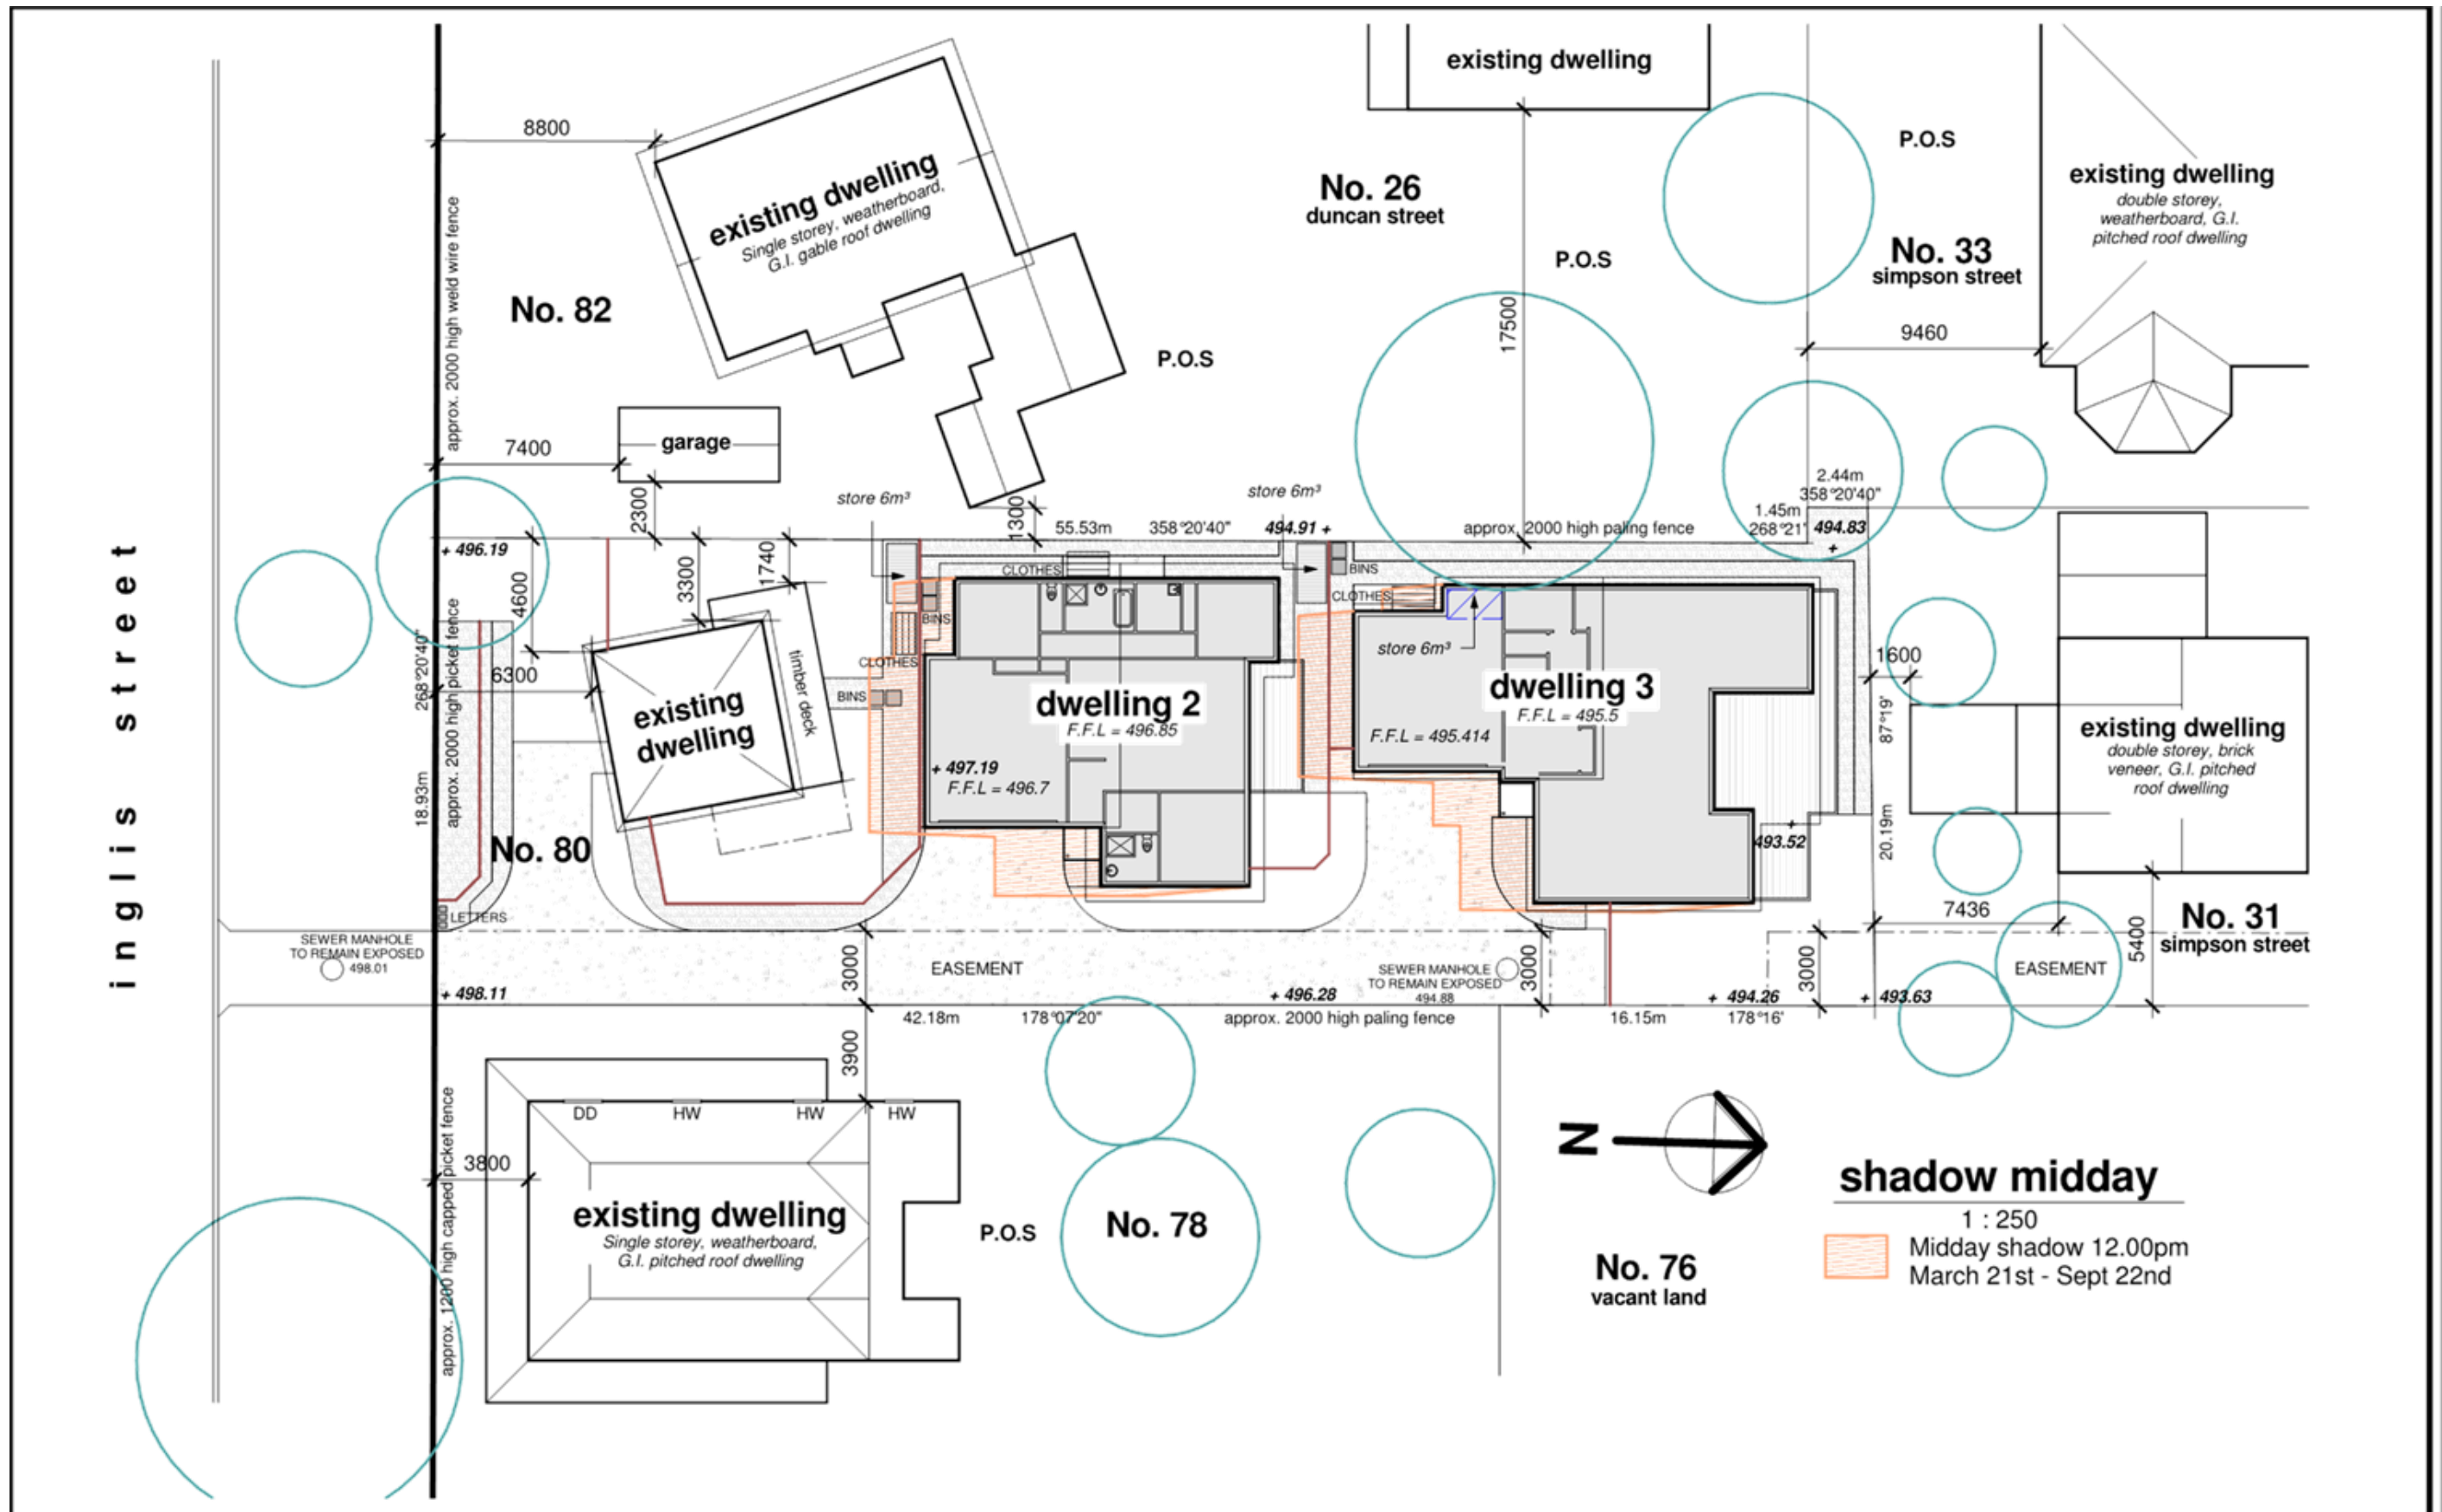 existing dwelling
8800
P.O.S
existing dwelling
Single storey, weatherboard,
G.I. gable roof dwelling
No. 26
duncan street
existing dwelling
double storey,
weatherboard, G.I.
pitched roof dwelling
approx. 2000 high weld wire fence
No. 82
P.O.S
No. 33
simpson street
17500
9460
P.O.S
7400
garage
2300
store 6m³
1300
store 6m³
2.44m
358°20'40"
1.45m
268°21'
494.83
+
55.53m
358°20'40"
494.91 +
approx. 2000 high paling fence
+ 496.19
4600
3300
1740
CLOTHES
BINS
CLOTHES
BINS
268°20'40"
approx. 2000 high picket fence
6300
timber deck
CLOTHES
BINS
store 6m³
1600
existing
dwelling
dwelling 2
F.F.L = 496.85
dwelling 3
F.F.L = 495.5
F.F.L = 495.414
87°19'
existing dwelling
double storey, brick
veneer, G.I. pitched
roof dwelling
+ 497.19
F.F.L = 496.7
inglis street
18.93m
No. 80
20.19m
+
493.52
LETTERS
7436
No. 31
simpson street
5400
SEWER MANHOLE
TO REMAIN EXPOSED
498.01
3000
EASEMENT
SEWER MANHOLE
TO REMAIN EXPOSED
494.88
3000
3000
EASEMENT
+ 498.11
+ 496.28
+ 494.26
+ 493.63
42.18m
178°07'20"
approx. 2000 high paling fence
16.15m
178°16'
3900
approx. 1200 high capped picket fence
DD
HW
HW
HW
3800
existing dwelling
Single storey, weatherboard,
G.I. pitched roof dwelling
P.O.S
No. 78
N
shadow midday
1 : 250
Midday shadow 12.00pm
March 21st - Sept 22nd
No. 76
vacant land